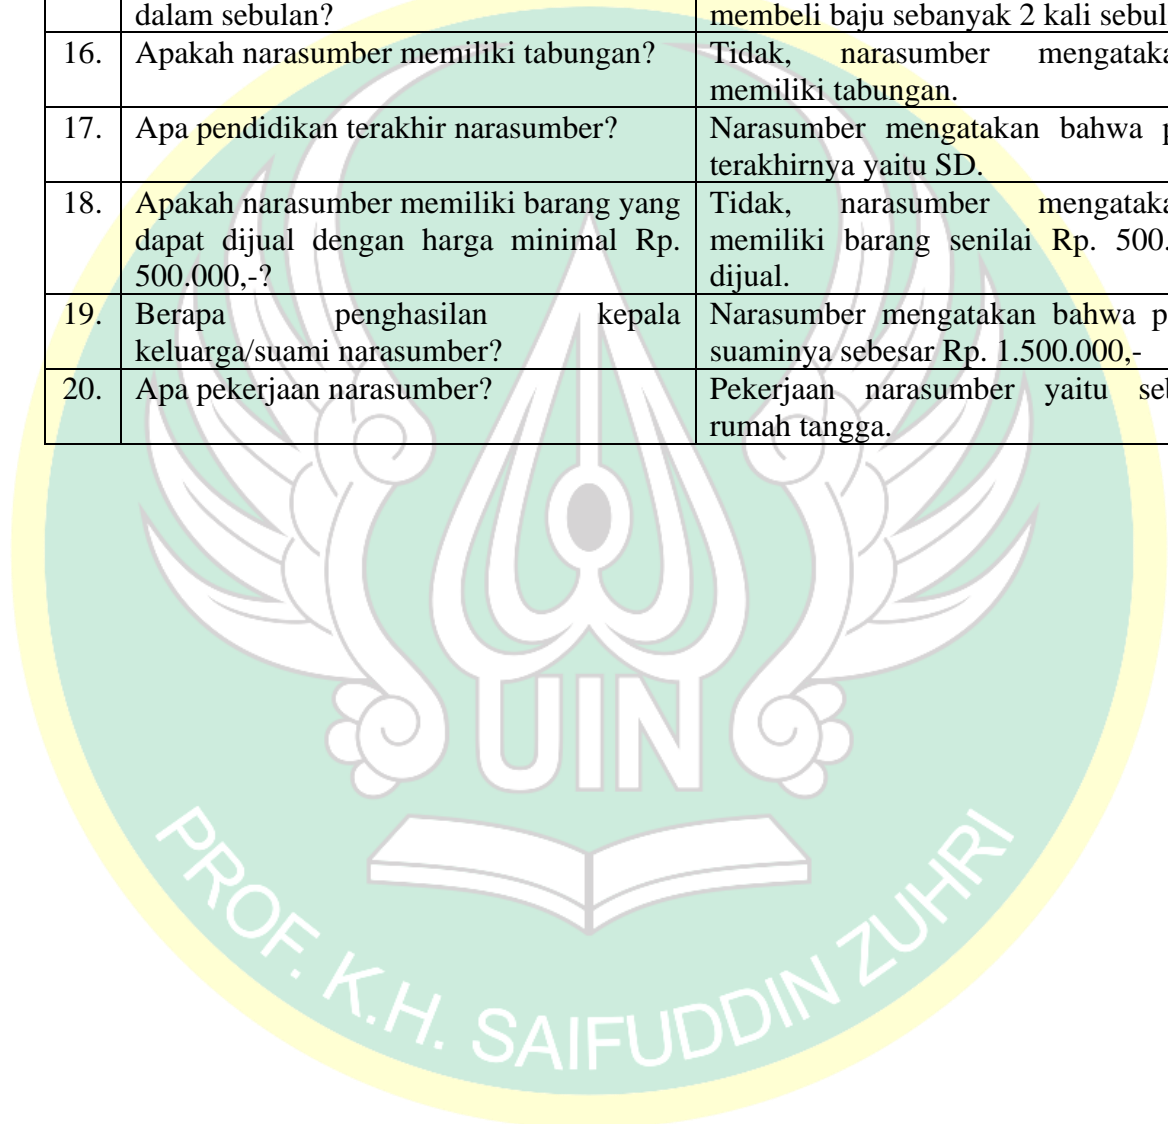 dalam sebulan? membeli baju sebanyak 2 kali
16. Apakah narasumber memiliki tabungan? Tidak, narasumber
memiliki tabungan.
17. Apa pendidikan terakhir narasumber? Narasumber mengatakan bahwa
terakhirnya yaitu SD.
18. Apakah narasumber memiliki barang yang Tidak, narasumber
dapat dijual dengan harga minimal Rp. memiliki barang senilai Rp. 500.
500.000,-? dijual.
19. Berapa penghasilan kepala Narasumber mengatakan bahwa
keluarga/suami narasumber? suaminya sebesar Rp. 1.500.000,-
20. Apa pekerjaan narasumber? Pekerjaan narasumber yaitu
rumah tangga.
UIN
PROF. K.H. SAIFUDDIN ZUHRI